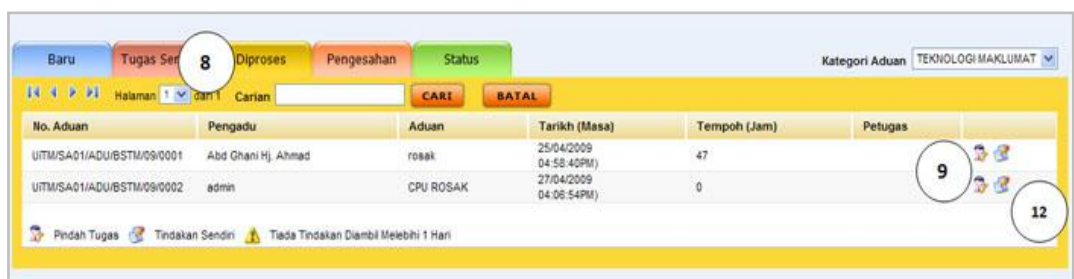 Baru Tugas Ser 8 Diproses Pengesahan Status Kategori Aduan TEKNOLOGI MAKLUMAT
Halaman 1 dari 1 Carian CARI BATAL
No. Aduan Pengadu Aduan Tarikh (Masa) Tempoh (Jam) Petugas
UiTM/SA01/ADU/BSTM/09/0001 Abd Ghani Hj. Ahmad rosak 25/04/2009 04:58:40PM) 47
9
UiTM/SA01/ADU/BSTM/09/0002 admin CPU ROSAK 27/04/2009 04:06:54PM) 0
12
Pindah Tugas Tindakan Sendiri Tiada Tindakan Diambil Melebihi 1 Hari